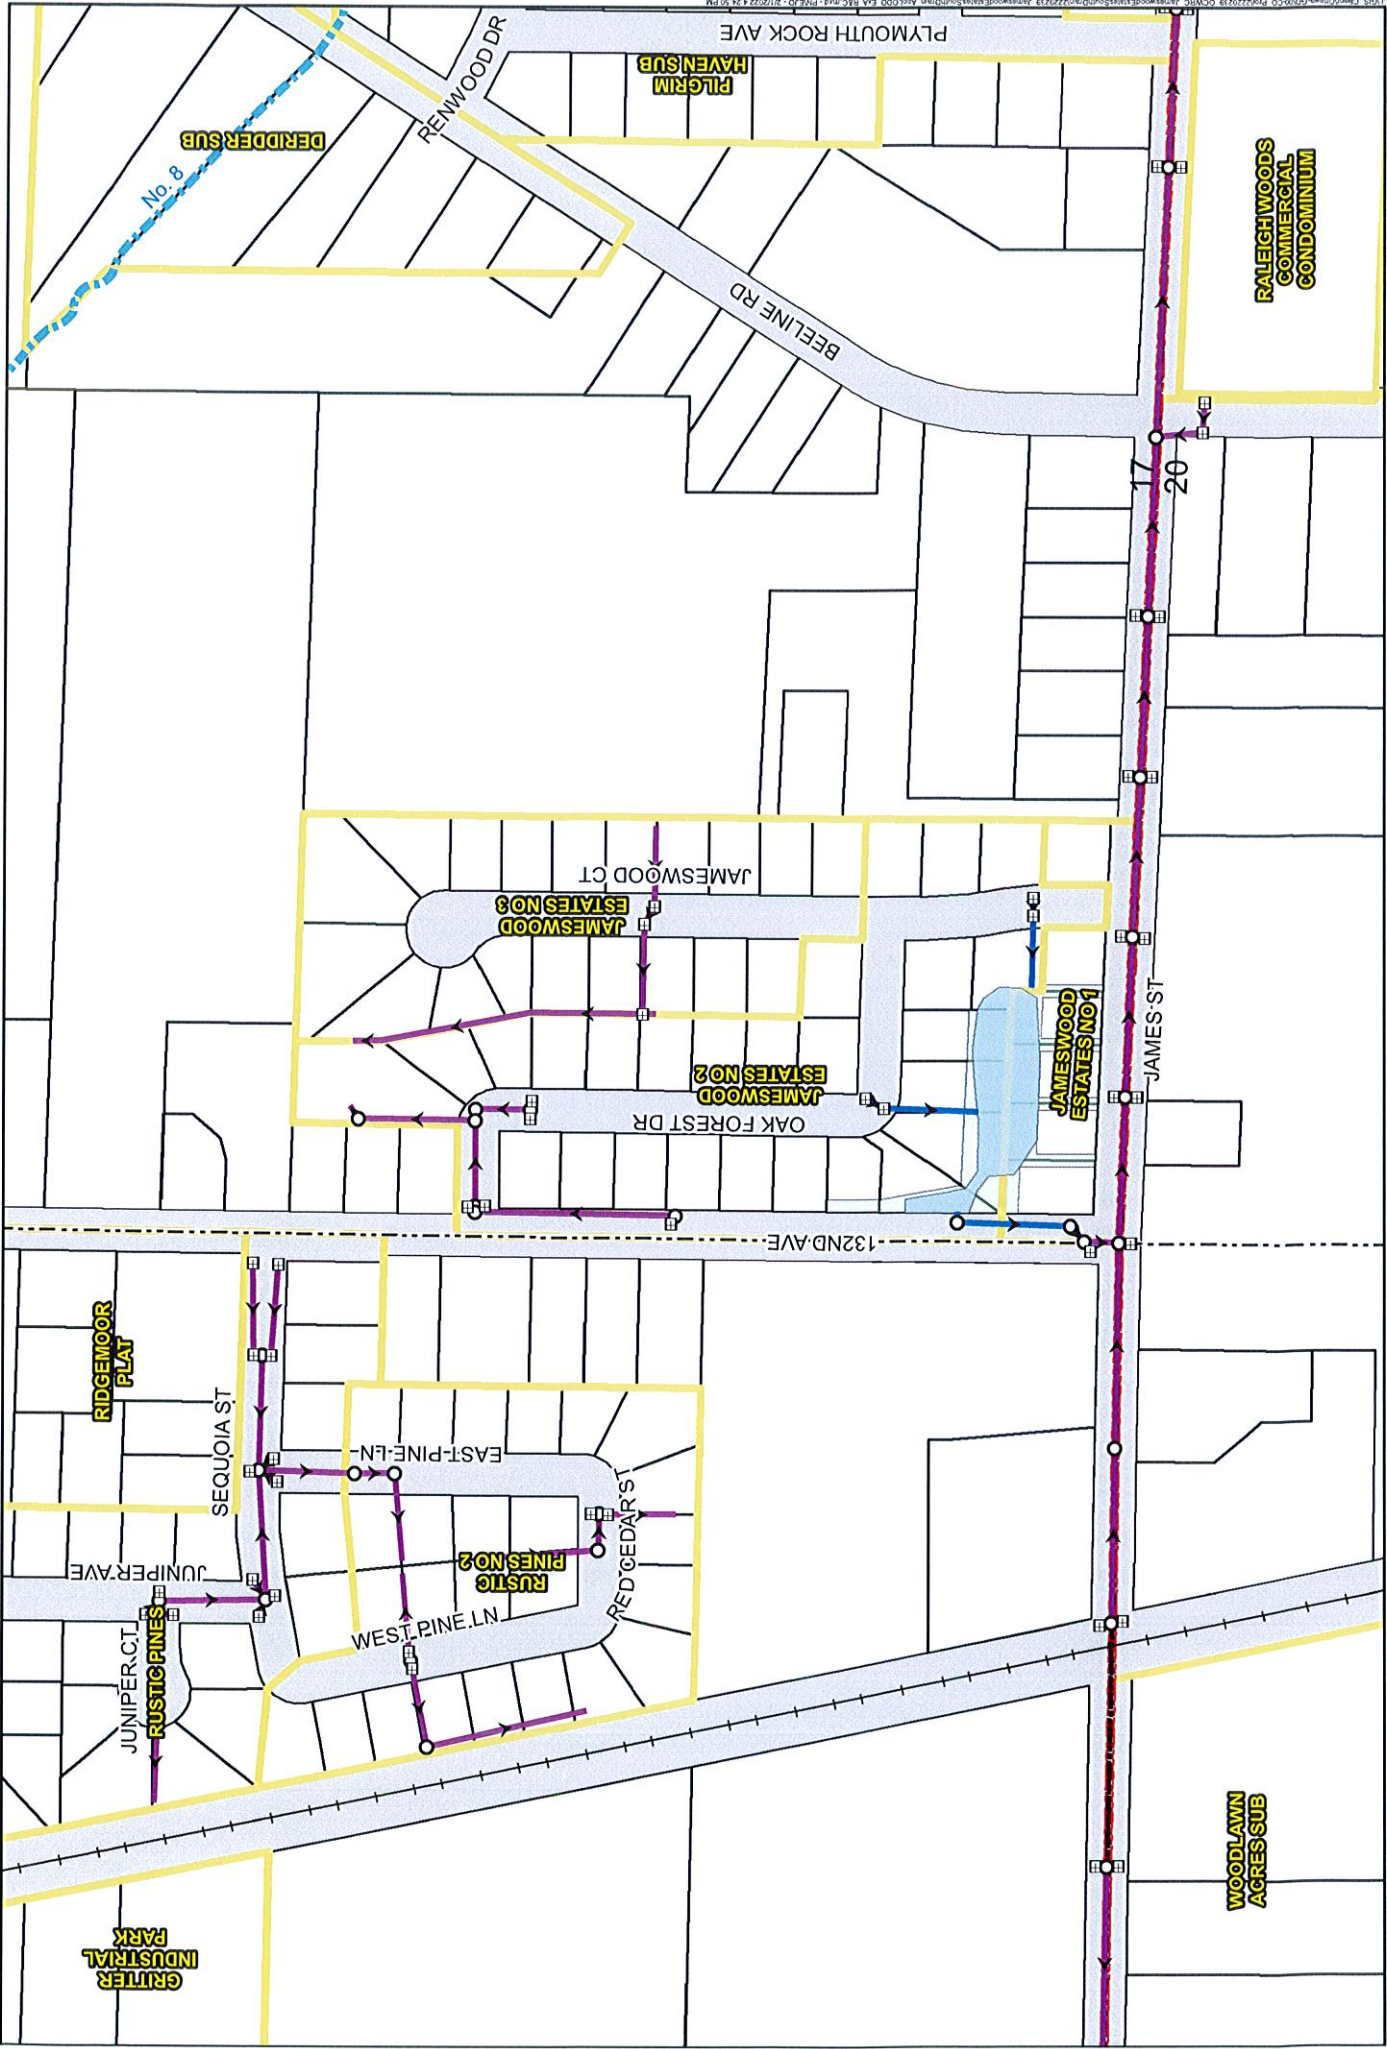 PLYMOUTH ROCK AVE
RENWOOD DR
PILGRIM
HAVEN SUB
DERIDDER SUB
No. 8
RALEIGH WOODS
COMMERCIAL
CONDOMINIUM
BEELINE RD
17
20
JAMESWOOD CT
JAMESWOOD
ESTATES NO 3
JAMESWOOD
ESTATES NO 2
JAMESWOOD
ESTATES NO 1
JAMES ST
OAK FOREST DR
132ND AVE
RIDGEMOOR
PLAT
SEQUOIA ST
EAST PINE LN
RED CEDAR ST
RUSTIC
PINES NO 2
JUNIPER AVE
WEST PINE LN
JUNIPER CT
RUSTIC PINES
WOODLAWN
ACRES SUB
GRITTER
INDUSTRIAL
PARK